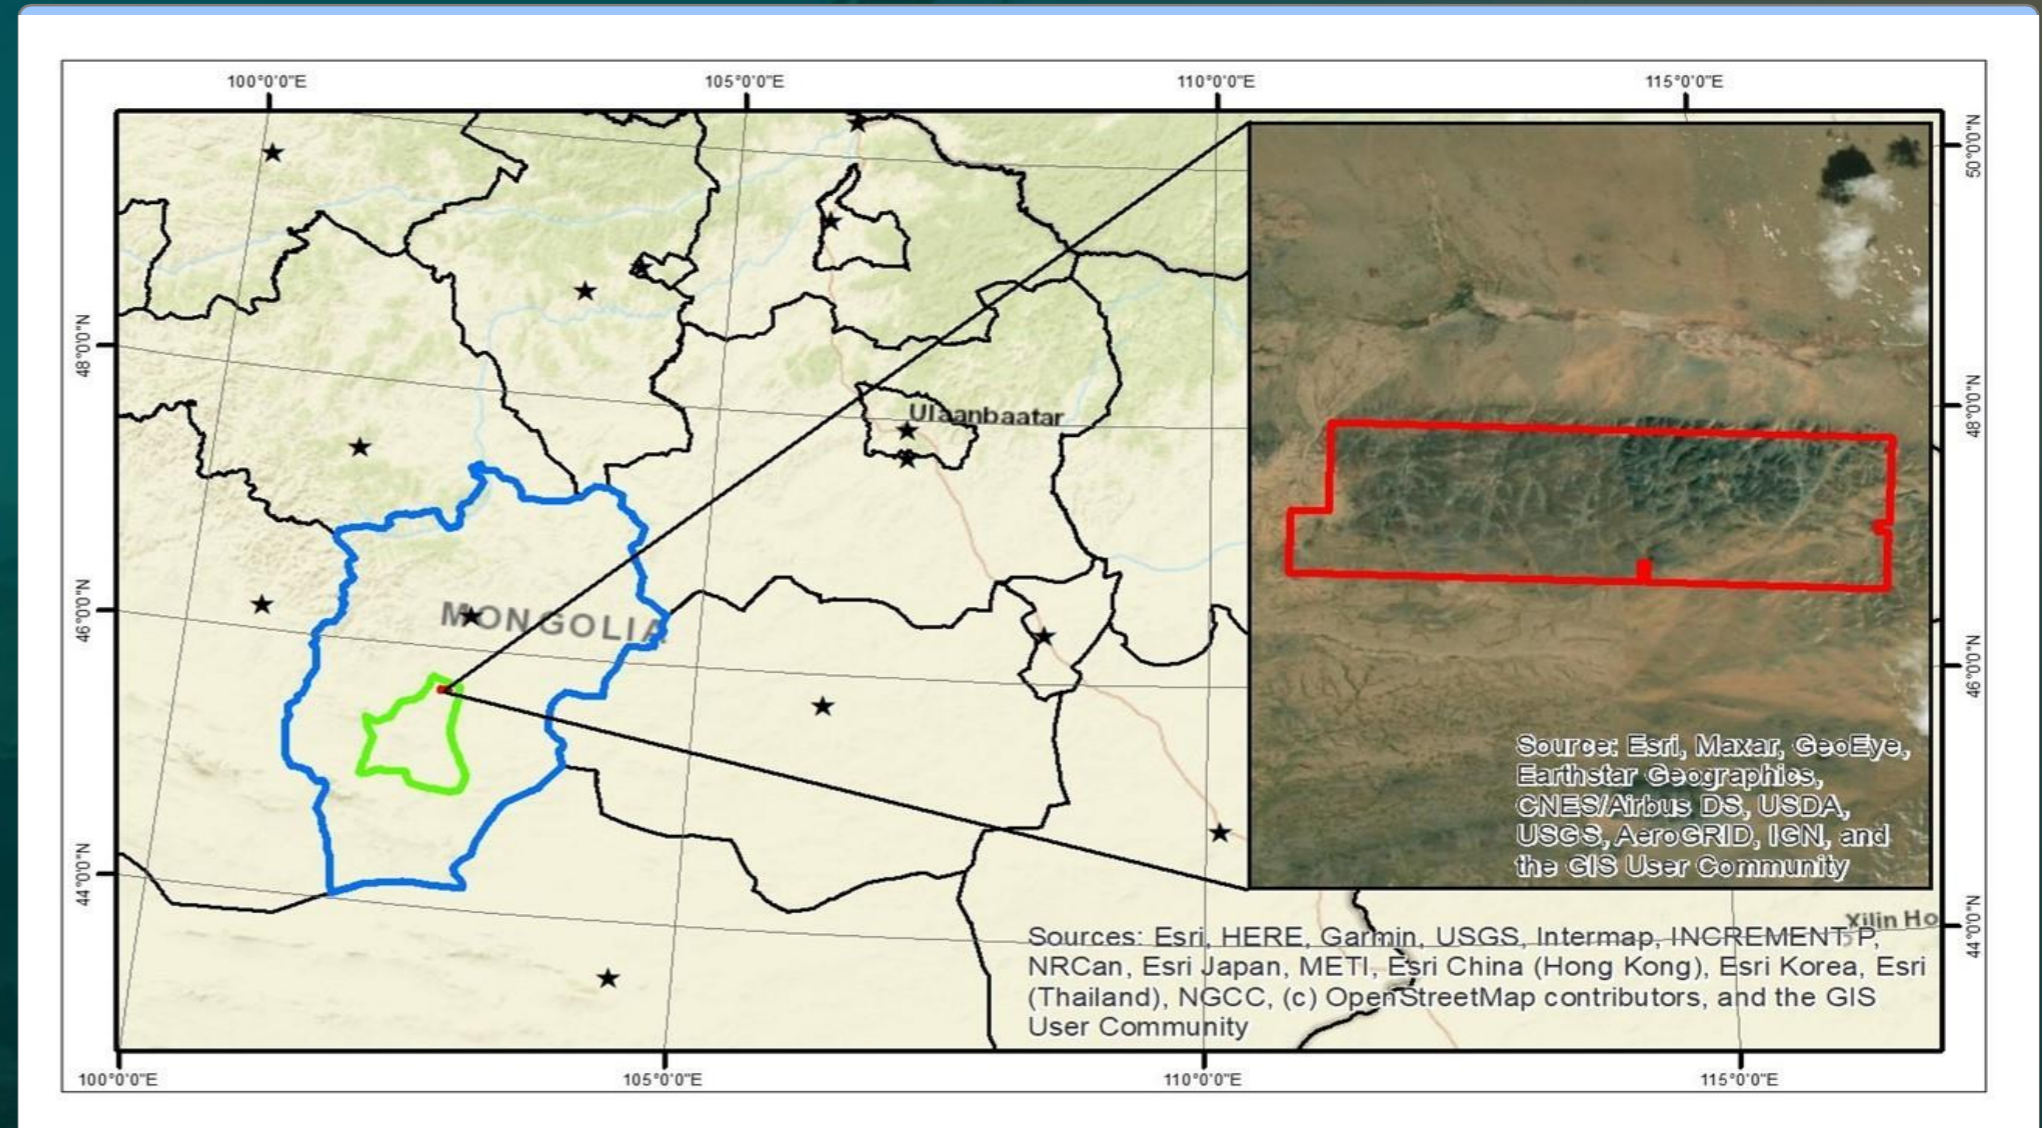 100°0'0"E 105°0'0"E 110°0'0"E 115°0'0"E
50°0'0"N
48°0'0"N
48°0'0"N
Ulaanbaatar
46°0'0"N
MONGOLIA
46°0'0"N
Source: Esri, Maxar, GeoEye,
Earthstar Geographics,
CNES/Airbus DS, USDA,
USGS, AeroGRID, IGN, and
the GIS User Community
44°0'0"N
Xilin Ho
44°0'0"N
Sources: Esri, HERE, Garmin, USGS, Intermap, INCREMENT P,
NRCan, Esri Japan, METI, Esri China (Hong Kong), Esri Korea, Esri
(Thailand), NGCC, (c) OpenStreetMap contributors, and the GIS
User Community
100°0'0"E 105°0'0"E 110°0'0"E 115°0'0"E